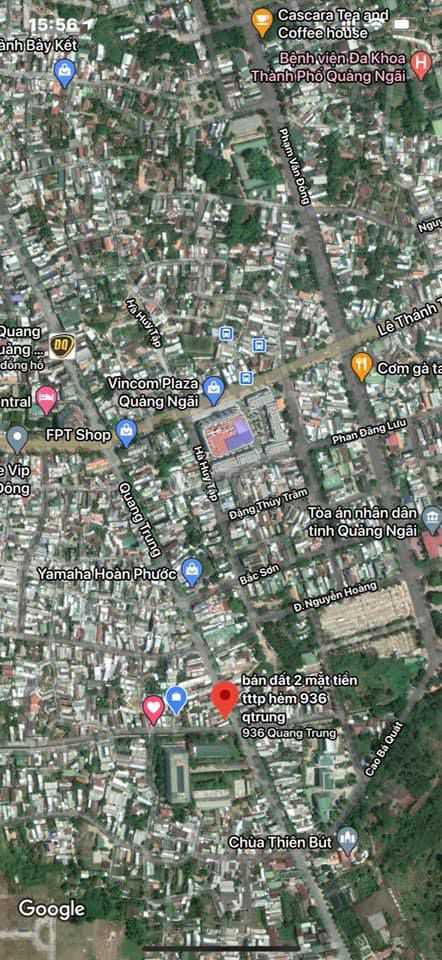 15:56
Cascara Tea and
Coffee house
ảnh Bảy Kết
Bệnh viện Đa Khoa
Thành Phố Quảng Ngãi
Phạm Văn Đồng
Nguy
Hà Huy Tập
Lê Thánh T
Quang
uảng ...
đồng hồ
ĐQ
Vincom Plaza
Quảng Ngãi
Cơm gà ta
entral
FPT Shop
Phan Đăng Lưu
e Vip
Đông
Hà Huy Tập
Quang Trung
Đặng Thùy Trâm
Tòa án nhân dân
tỉnh Quảng Ngãi
Yamaha Hoàn Phước
Bắc Sơn
Đ. Nguyễn Hoàng
bán đất 2 mặt tiền
tttp hẻm 936
qtrung
936 Quang Trung
Cao Bá Quát
Chùa Thiên Bút
Google